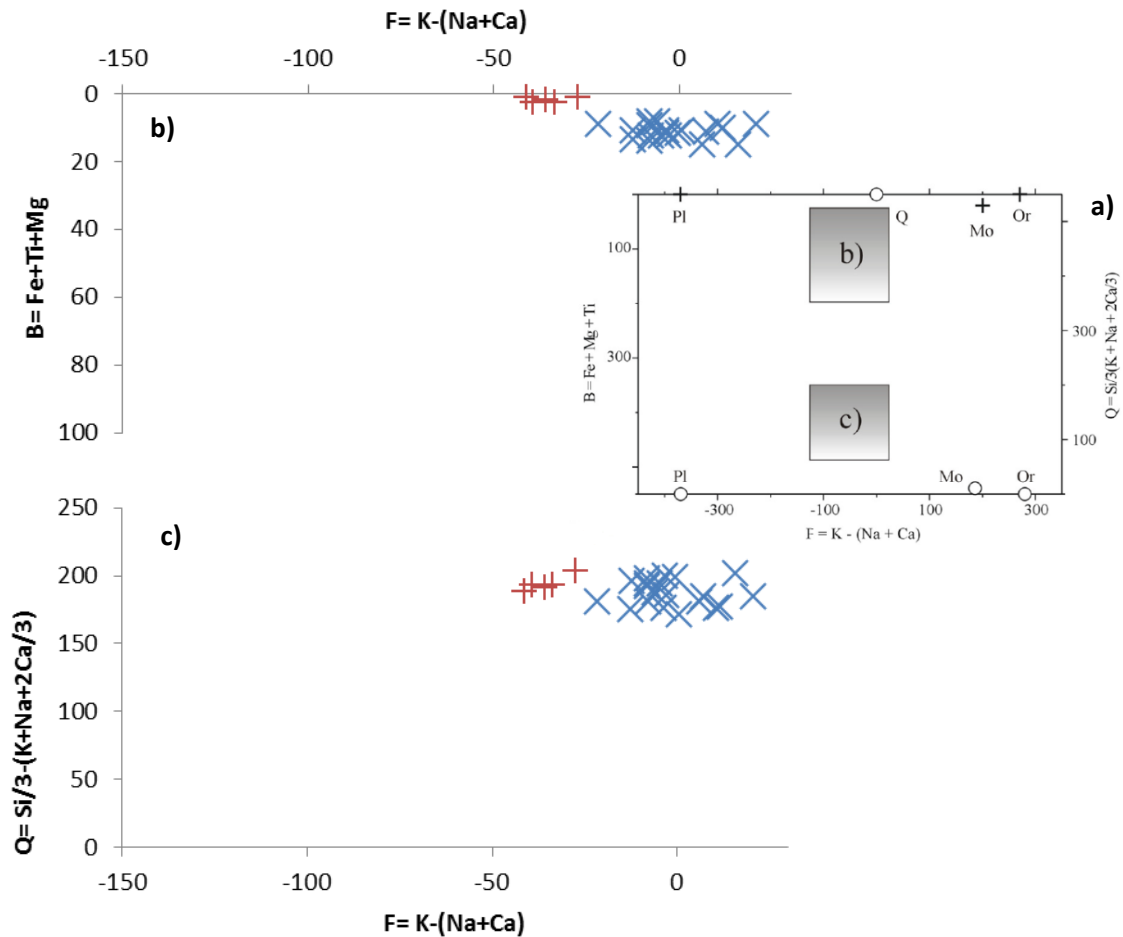 F= K-(Na+Ca)
-150 -100 -50 0
b)
B= Fe+Ti+Mg
0
20
40
60
80
100
a)
Pl Q Mo Or
b)
c)
Pl Mo Or
B = Fe + Mg + Ti
100
300
Q = Si/3(K + Na + 2Ca/3)
300
100
-300 -100 100 300
F = K - (Na + Ca)
c)
Q= Si/3-(K+Na+2Ca/3)
250
200
150
100
50
0
-150 -100 -50 0
F= K-(Na+Ca)